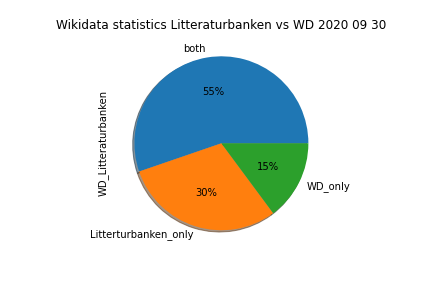 Wikidata statistics Litteraturbanken vs WD 2020 09 30
both
WD_Litteraturbanken
55%
15%
30%
WD_only
Litterturbanken_only